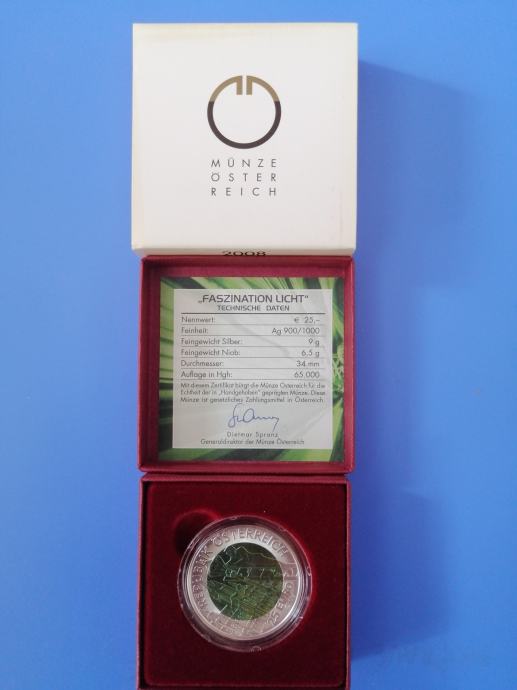 MÜNZE
ÖSTER
REICH
2008
„FASZINATION LICHT"
TECHNISCHE DATEN
Nennwert: € 25,–
Feinheit: Ag 900/1000
Feingewicht Silber: 9 g
Feingewicht Niob: 6,5 g
Durchmesser: 34 mm
Auflage in Hgh: 65.000
Mit diesem Zertifikat bürgt die Münze Österreich für die
Echtheit der in „Handgehoben" geprägten Münze. Diese
Münze ist gesetzliches Zahlungsmittel in Österreich.
Dietmar Spranz
Generaldirektor der Münze Österreich
REPUBLIK ÖSTERREICH
25 EURO